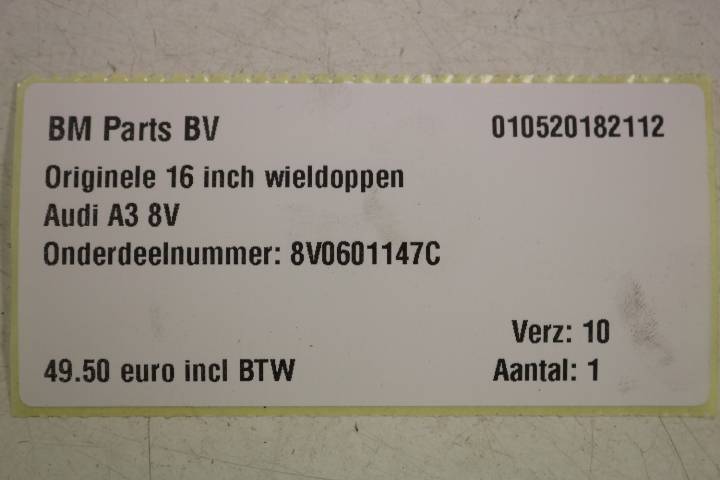 BM Parts BV 010520182112
Originele 16 inch wieldoppen
Audi A3 8V
Onderdeelnummer: 8V0601147C
Verz: 10
49.50 euro incl BTW Aantal: 1